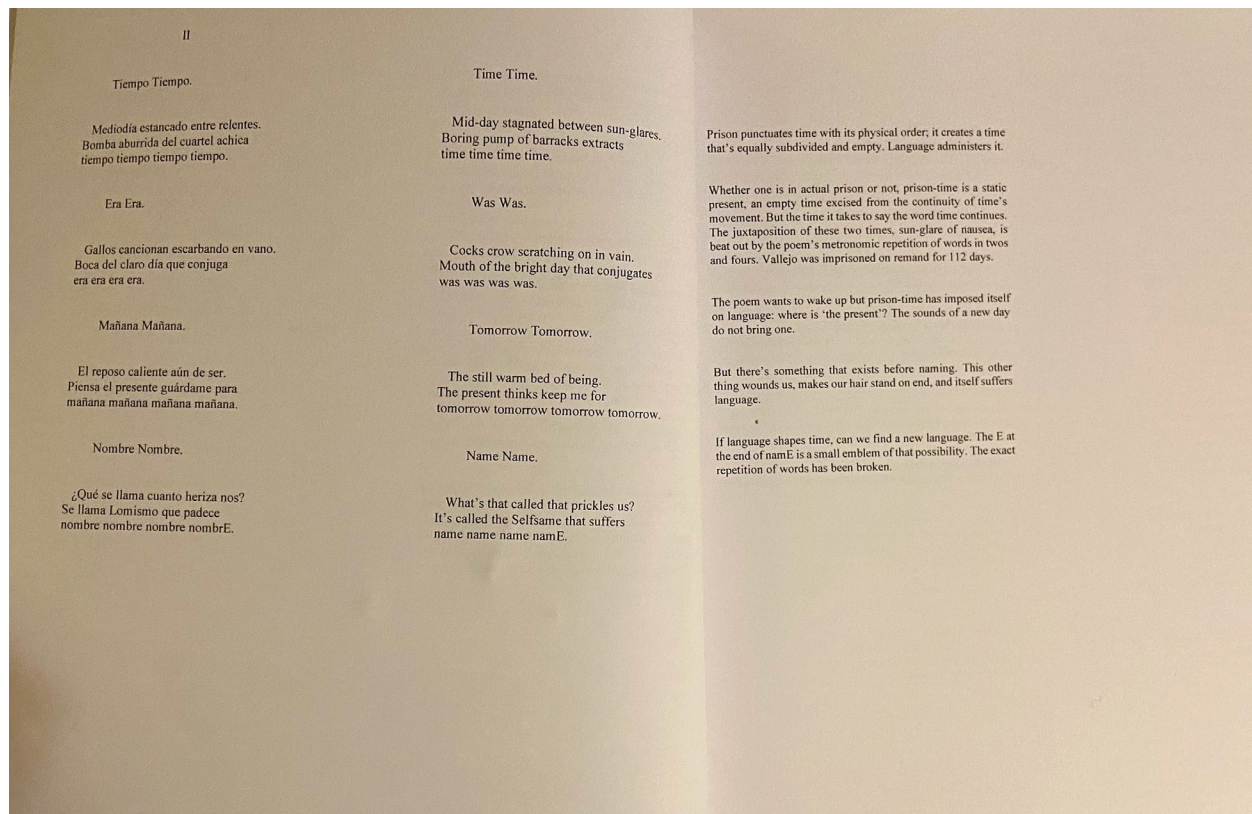 II
Tiempo Tiempo.
Mediodía estancado entre relentes.
Bomba aburrida del cuartel achica
tiempo tiempo tiempo tiempo.
Era Era.
Gallos cancionan escarbando en vano.
Boca del claro día que conjuga
era era era era.
Mañana Mañana.
El reposo caliente aún de ser.
Piensa el presente guárdame para
mañana mañana mañana mañana.
Nombre Nombre.
¿Qué se llama cuanto heriza nos?
Se llama Lomismo que padece
nombre nombre nombre nombrE.
Time Time.
Mid-day stagnated between sun-glares.
Boring pump of barracks extracts
time time time time.
Was Was.
Cocks crow scratching on in vain.
Mouth of the bright day that conjugates
was was was was.
Tomorrow Tomorrow.
The still warm bed of being.
The present thinks keep me for
tomorrow tomorrow tomorrow tomorrow.
Name Name.
What's that called that prickles us?
It's called the Selfsame that suffers
name name name namE.
Prison punctuates time with its physical order; it creates a time
that's equally subdivided and empty. Language administers it.
Whether one is in actual prison or not, prison-time is a static
present, an empty time excised from the continuity of time's
movement. But the time it takes to say the word time continues.
The juxtaposition of these two times, sun-glare of nausea, is
beat out by the poem's metronomic repetition of words in twos
and fours. Vallejo was imprisoned on remand for 112 days.
The poem wants to wake up but prison-time has imposed itself
on language: where is 'the present'? The sounds of a new day
do not bring one.
But there's something that exists before naming. This other
thing wounds us, makes our hair stand on end, and itself suffers
language.
If language shapes time, can we find a new language. The E at
the end of namE is a small emblem of that possibility. The exact
repetition of words has been broken.